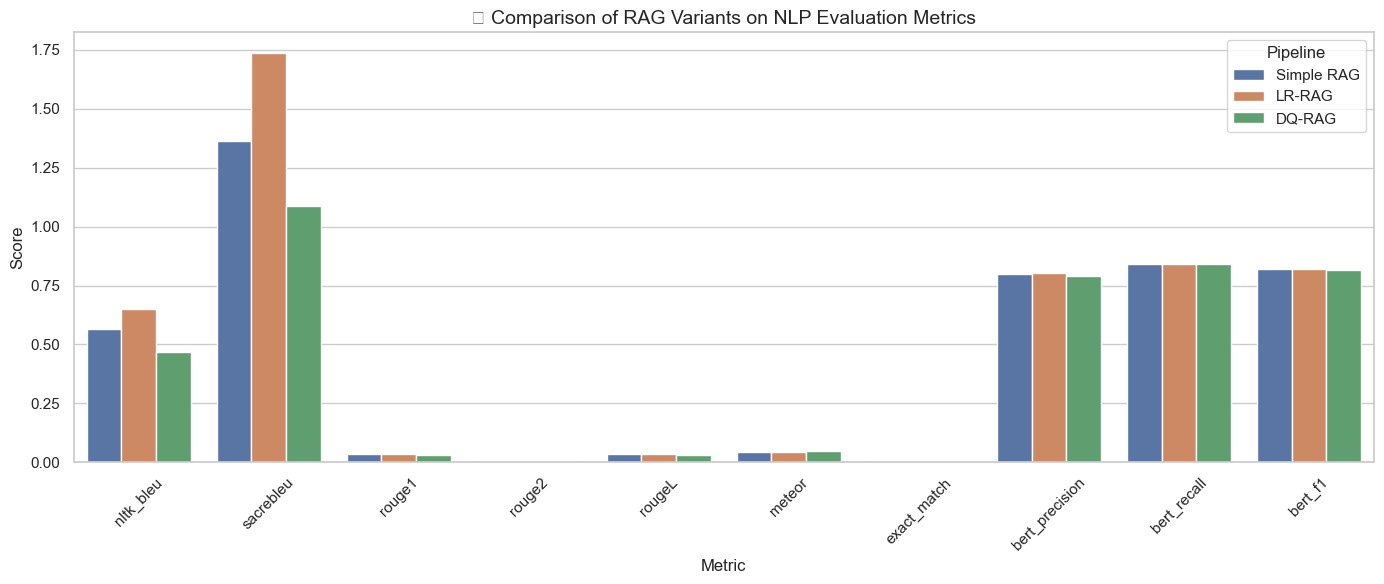 Comparison of RAG Variants on NLP Evaluation Metrics
Pipeline
Simple RAG
LR-RAG
DQ-RAG
Score
1.75
1.50
1.25
1.00
0.75
0.50
0.25
0.00
nltk_bleu
sacrebleu
rouge1
rouge2
rougeL
meteor
exact_match
bert_precision
bert_recall
bert_f1
Metric